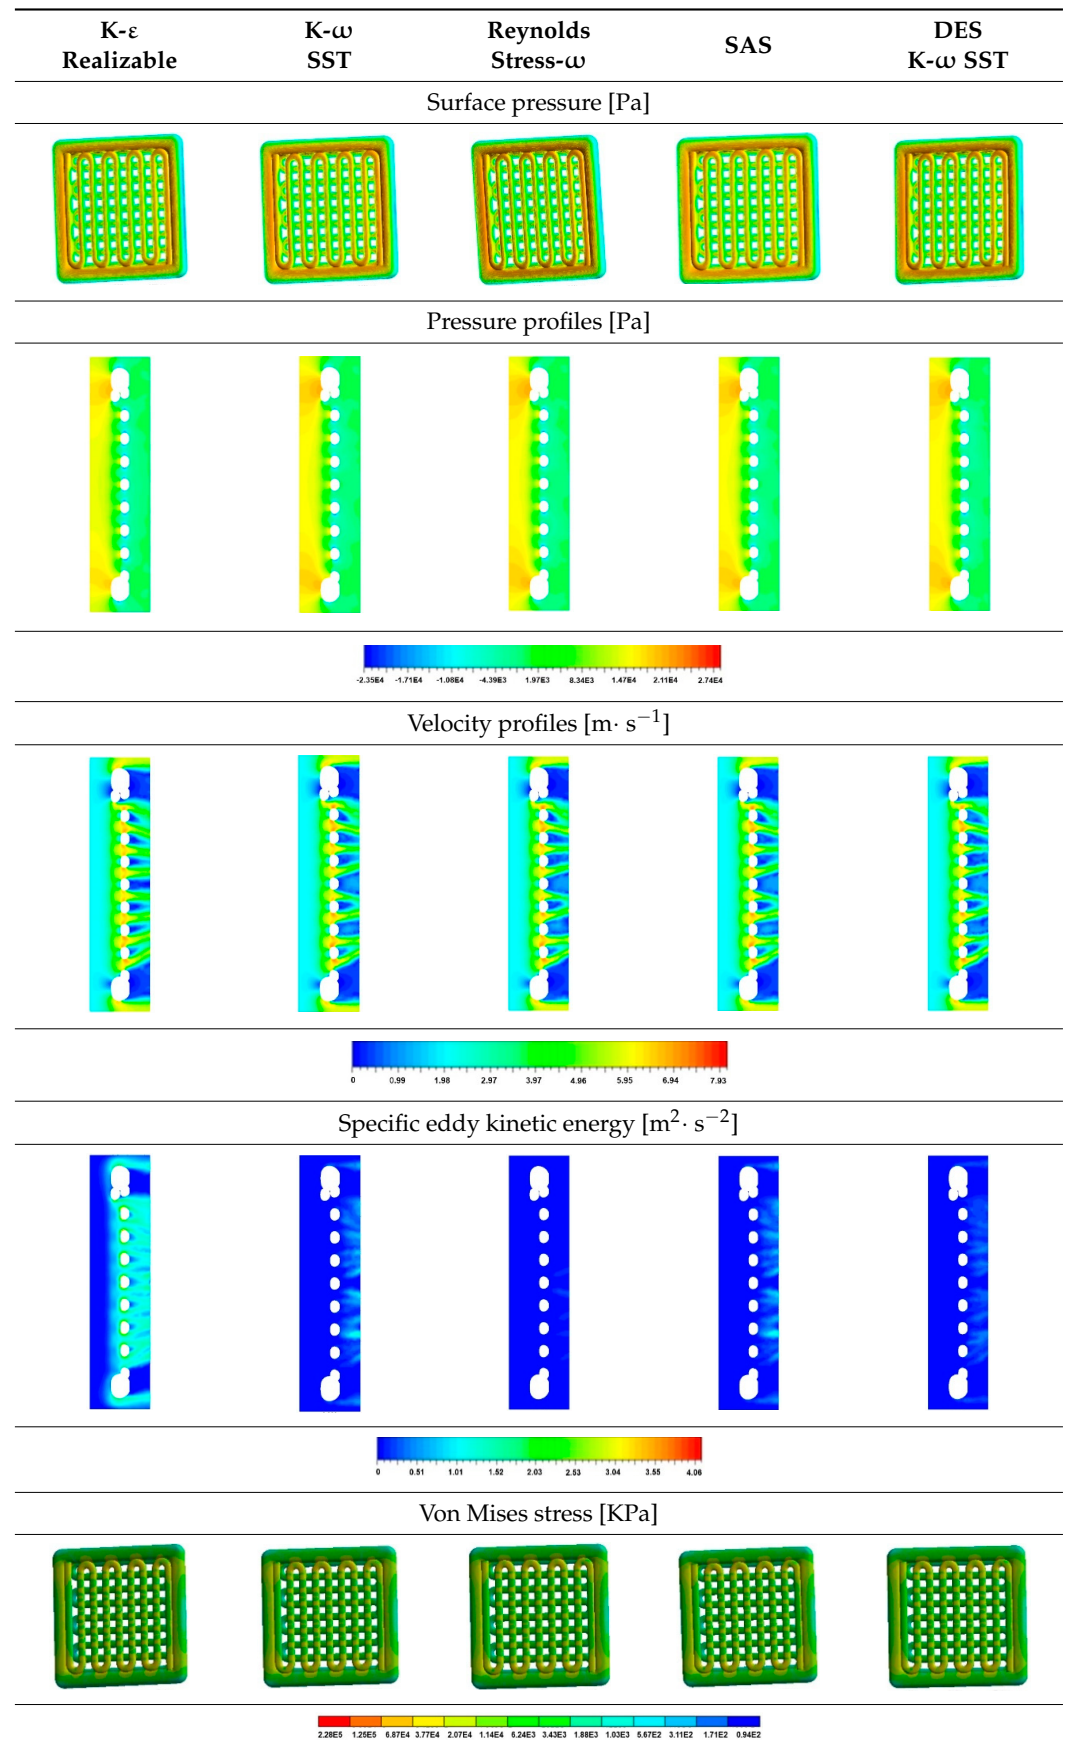 K-ε Realizable K-ω SST Reynolds Stress-ω SAS DES K-ω SST
Surface pressure [Pa]
Pressure profiles [Pa]
-2.35E4 -1.71E4 -1.08E4 -4.39E3 1.97E3 8.34E3 1.47E4 2.11E4 2.74E4
Velocity profiles [m· s−1]
0 0.99 1.98 2.97 3.97 4.96 5.95 6.94 7.93
Specific eddy kinetic energy [m2· s−2]
0 0.51 1.01 1.52 2.03 2.53 3.04 3.55 4.06
Von Mises stress [KPa]
2.28E5 1.25E5 6.87E4 3.77E4 2.07E4 1.14E4 6.24E3 3.43E3 1.88E3 1.03E3 5.67E2 3.11E2 1.71E2 0.94E2